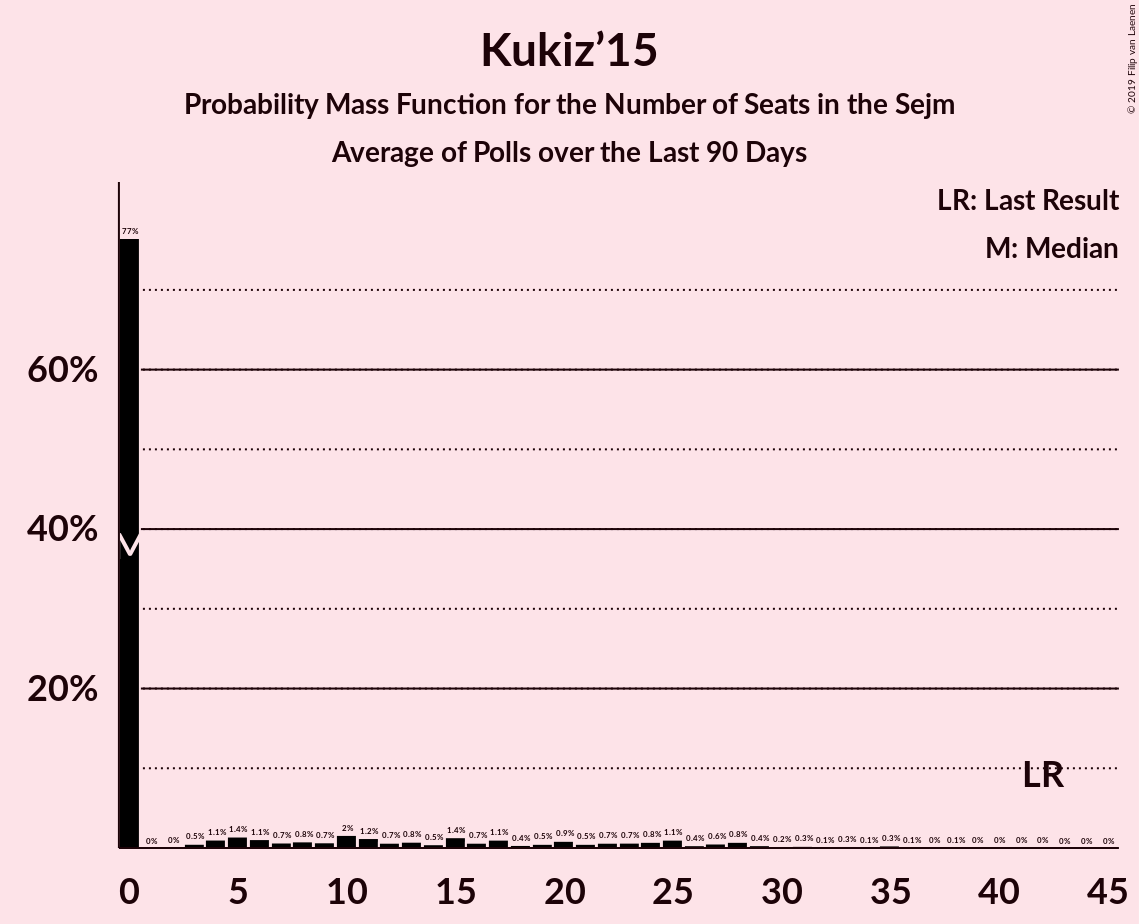 Kukiz’15
Probability Mass Function for the Number of Seats in the Sejm
Average of Polls over the Last 90 Days
© 2019 Filip van Laenen
LR: Last Result
M: Median
77% 0% 0% 0.5% 1.1% 1.4% 1.1% 0.7% 0.8% 0.7% 2% 1.2% 0.7% 0.8% 0.5% 1.4% 0.7% 1.1% 0.4% 0.5% 0.9% 0.5% 0.7% 0.7% 0.8% 1.1% 0.4% 0.6% 0.8% 0.4% 0.2% 0.3% 0.1% 0.3% 0.1% 0.3% 0.1% 0% 0.1% 0% 0% 0% 0% 0% 0% 0%
60%
40%
20%
LR
0 5 10 15 20 25 30 35 40 45